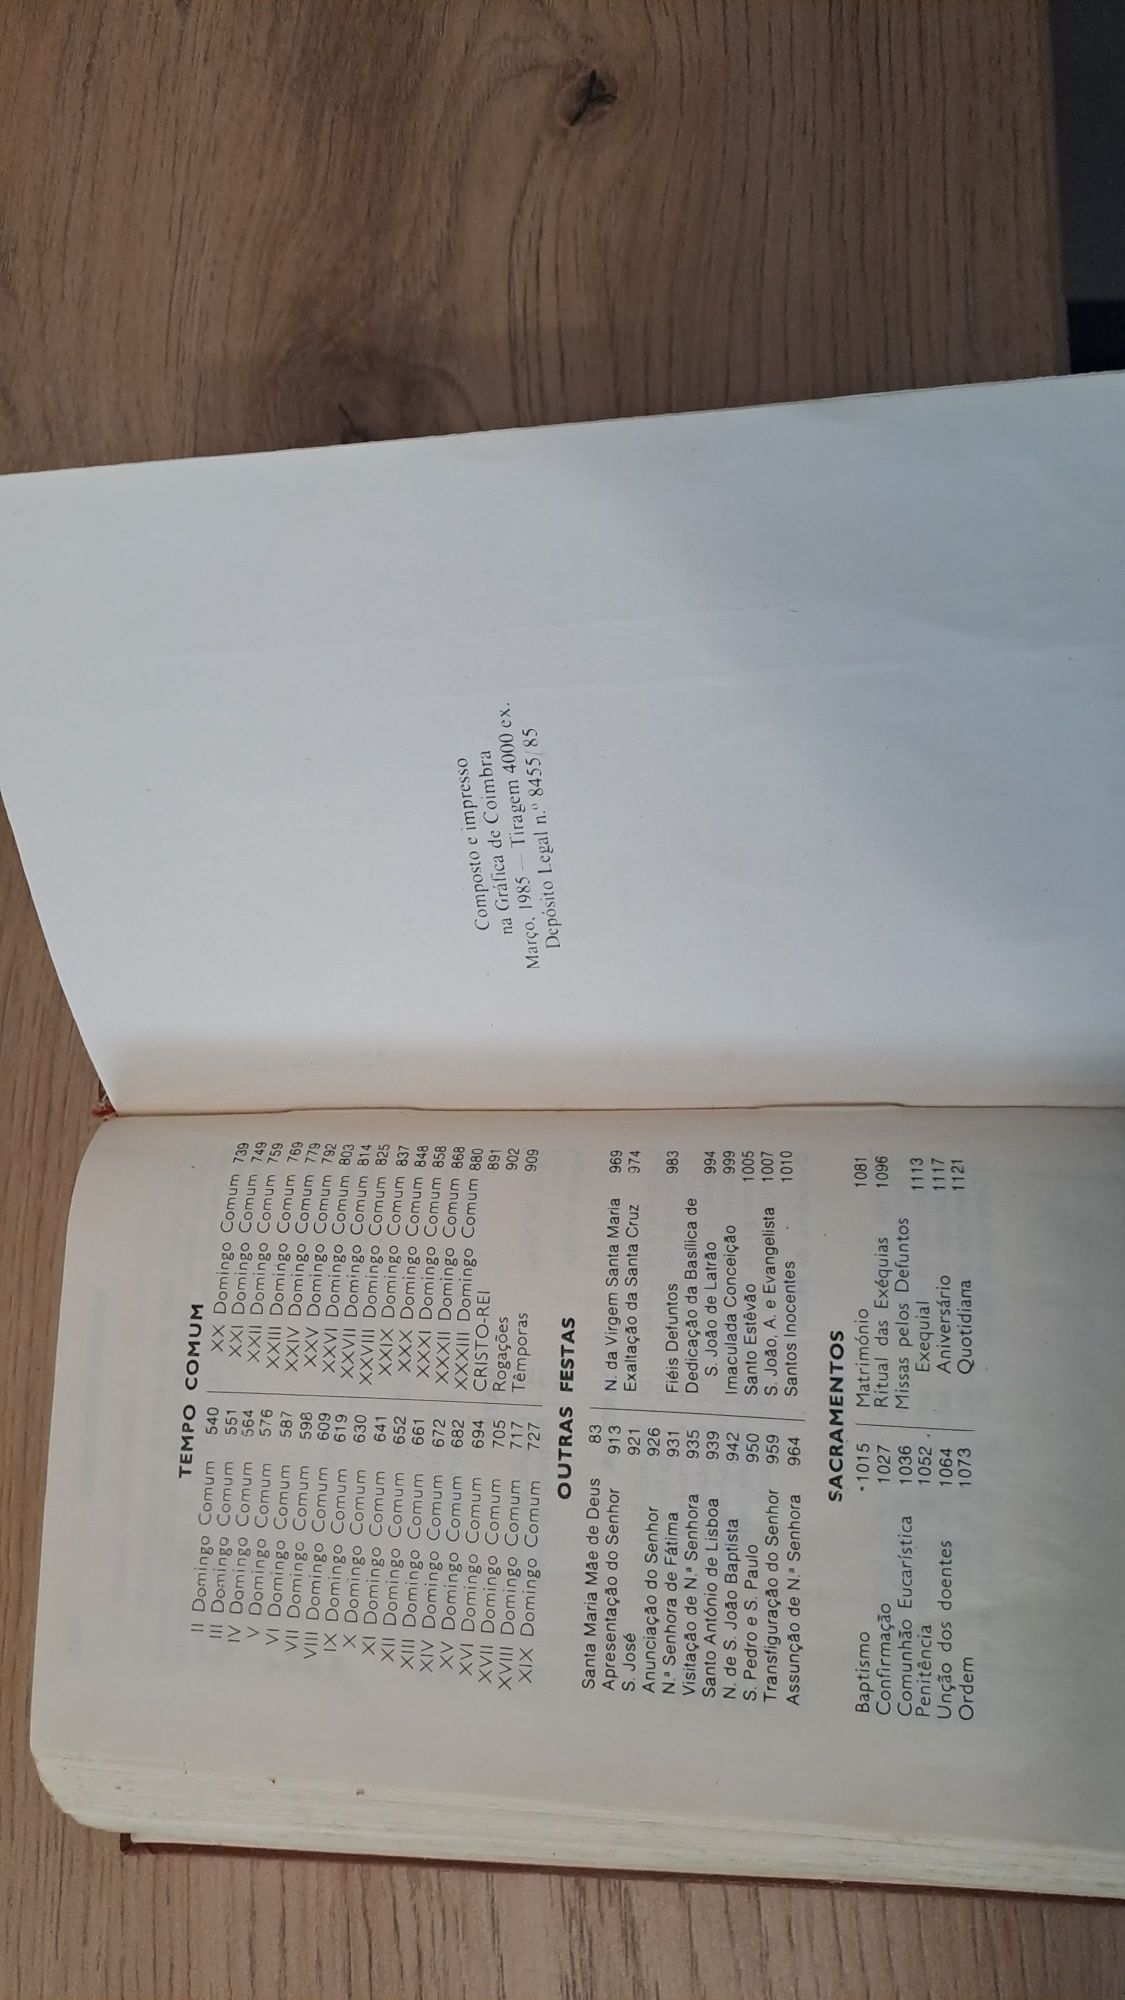 TEMPO COMUM
II Domingo Comum 540
III Domingo Comum 551
IV Domingo Comum 564
V Domingo Comum 576
VI Domingo Comum 587
VII Domingo Comum 598
VIII Domingo Comum 609
IX Domingo Comum 619
X Domingo Comum 630
XI Domingo Comum 641
XII Domingo Comum 652
XIII Domingo Comum 661
XIV Domingo Comum 672
XV Domingo Comum 682
XVI Domingo Comum 694
XVII Domingo Comum 705
XVIII Domingo Comum 717
XIX Domingo Comum 727
XX Domingo Comum 739
XXI Domingo Comum 749
XXII Domingo Comum 759
XXIII Domingo Comum 769
XXIV Domingo Comum 779
XXV Domingo Comum 792
XXVI Domingo Comum 803
XXVII Domingo Comum 814
XXVIII Domingo Comum 825
XXIX Domingo Comum 837
XXX Domingo Comum 848
XXXI Domingo Comum 858
XXXII Domingo Comum 868
XXXIII Domingo Comum 880
CRISTO-REI 891
Rogações 902
Têmporas 909
OUTRAS FESTAS
Santa Maria Mãe de Deus 83
Apresentação do Senhor 913
S. José 921
Anunciação do Senhor 926
N.ª Senhora de Fátima 931
Visitação de N.ª Senhora 935
Santo António de Lisboa 939
N. de S. João Baptista 942
S. Pedro e S. Paulo 950
Transfiguração do Senhor 959
Assunção de N.ª Senhora 964
N. da Virgem Santa Maria 969
Exaltação da Santa Cruz 974
Fiéis Defuntos 983
Dedicação da Basílica de
S. João de Latrão 994
Imaculada Conceição 999
Santo Estêvão 1005
S. João, A. e Evangelista 1007
Santos Inocentes 1010
SACRAMENTOS
Baptismo 1015
Confirmação 1027
Comunhão Eucarística 1036
Penitência 1052
Unção dos doentes 1064
Ordem 1073
Matrimónio 1081
Ritual das Exéquias 1096
Missas pelos Defuntos
Exequial 1113
Aniversário 1117
Quotidiana 1121
Composto e impresso
na Gráfica de Coimbra
Março, 1985 — Tiragem 4000 ex.
Depósito Legal n.º 8455/85